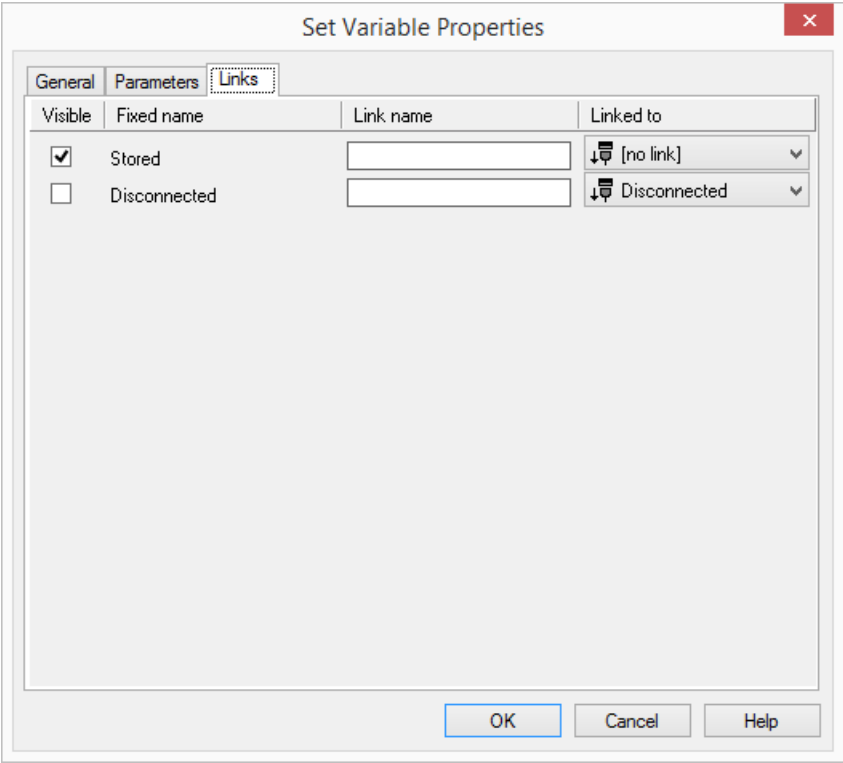 Set Variable Properties
General Parameters Links
Visible Fixed name Link name Linked to
Stored [no link]
Disconnected Disconnected
OK Cancel Help